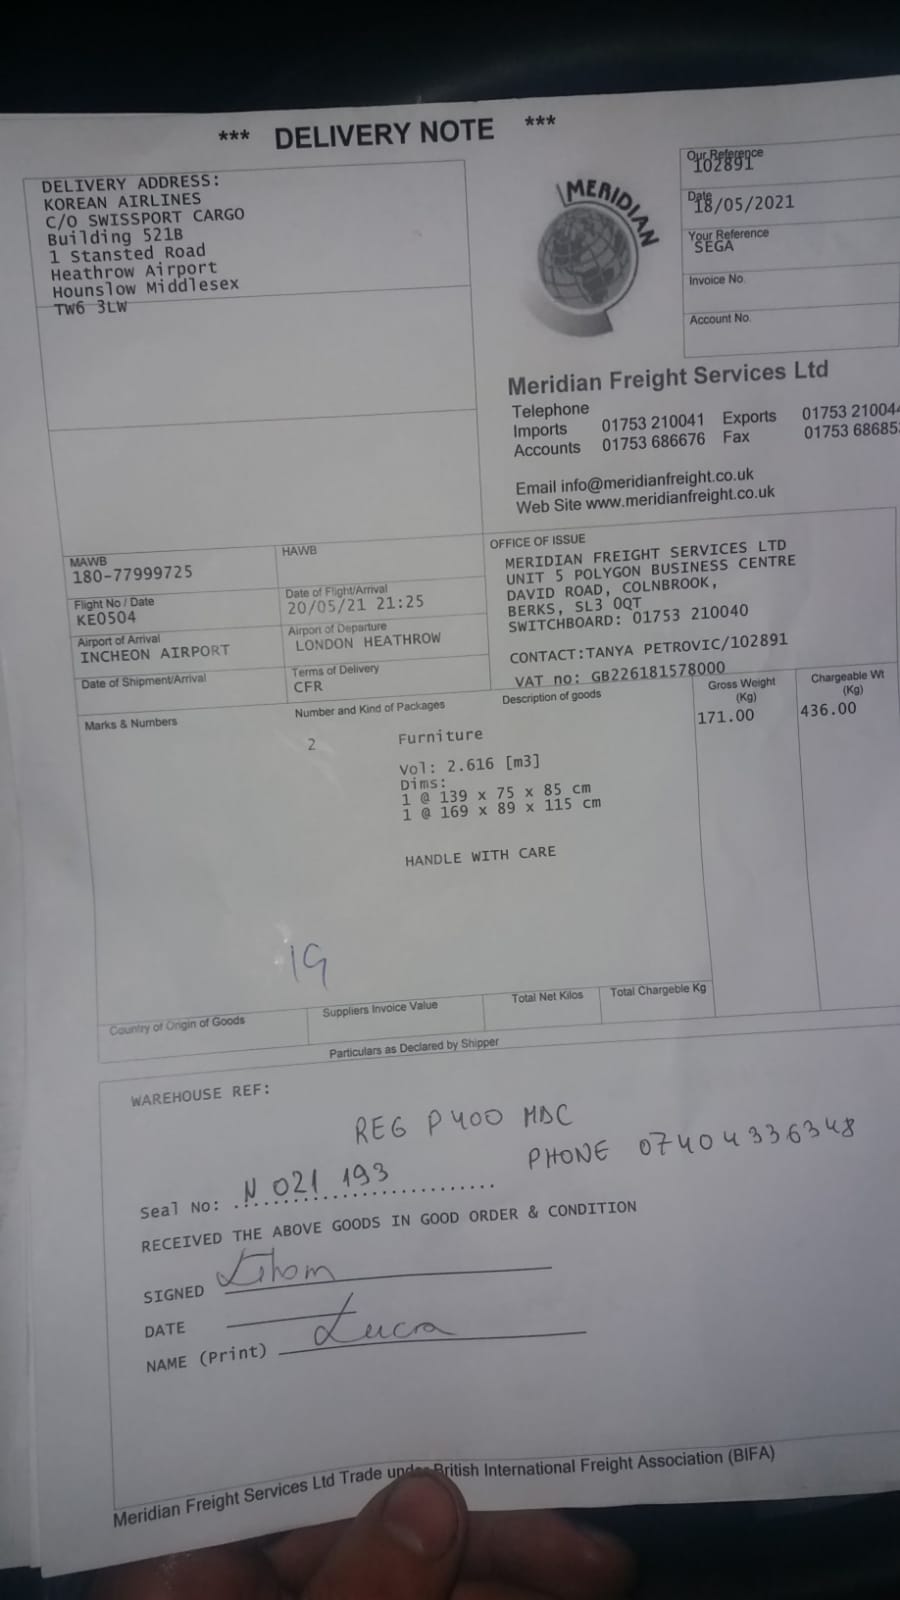 *** DELIVERY NOTE ***
DELIVERY ADDRESS:
KOREAN AIRLINES
C/O SWISSPORT CARGO
Building 521B
1 Stansted Road
Heathrow Airport
Hounslow Middlesex
TW6 3LW
MERIDIAN
Our Reference
102891
Date
18/05/2021
Your Reference
SEGA
Invoice No.
Account No.
Meridian Freight Services Ltd
Telephone
Imports 01753 210041 Exports 01753 21004
Accounts 01753 686676 Fax 01753 68685
Email info@meridianfreight.co.uk
Web Site www.meridianfreight.co.uk
MAWB
180-77999725
HAWB
Flight No / Date
KE0504
Date of Flight/Arrival
20/05/21 21:25
Airport of Arrival
INCHEON AIRPORT
Airport of Departure
LONDON HEATHROW
Date of Shipment/Arrival
Terms of Delivery
CFR
OFFICE OF ISSUE
MERIDIAN FREIGHT SERVICES LTD
UNIT 5 POLYGON BUSINESS CENTRE
DAVID ROAD, COLNBROOK,
BERKS, SL3 0QT
SWITCHBOARD: 01753 210040
CONTACT:TANYA PETROVIC/102891
VAT no: GB226181578000
Marks & Numbers
Number and Kind of Packages
Description of goods
Gross Weight
(Kg)
Chargeable Wt
(Kg)
2 Furniture
171.00
436.00
Vol: 2.616 [m3]
Dims:
1 @ 139 x 75 x 85 cm
1 @ 169 x 89 x 115 cm
HANDLE WITH CARE
Country of Origin of Goods
Suppliers Invoice Value
Total Net Kilos
Total Chargeble Kg
Particulars as Declared by Shipper
WAREHOUSE REF:
REG P400 MDC
Seal No: N 021 193
PHONE 07404336348
RECEIVED THE ABOVE GOODS IN GOOD ORDER & CONDITION
SIGNED
DATE
NAME (Print) Luca
Meridian Freight Services Ltd Trade under British International Freight Association (BIFA)